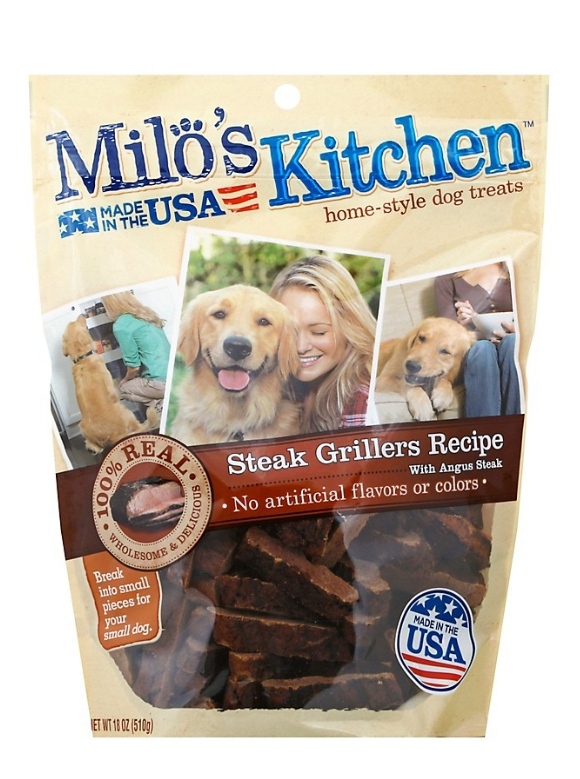 Milö's Kitchen™
MADE
IN THE USA
home-style dog treats
Steak Grillers Recipe
With Angus Steak
• No artificial flavors or colors •
• 100% REAL •
WHOLESOME & DELICIOUS
Break
into small
pieces for
your
small dog.
MADE IN THE
USA
ET WT 18 OZ (510g)